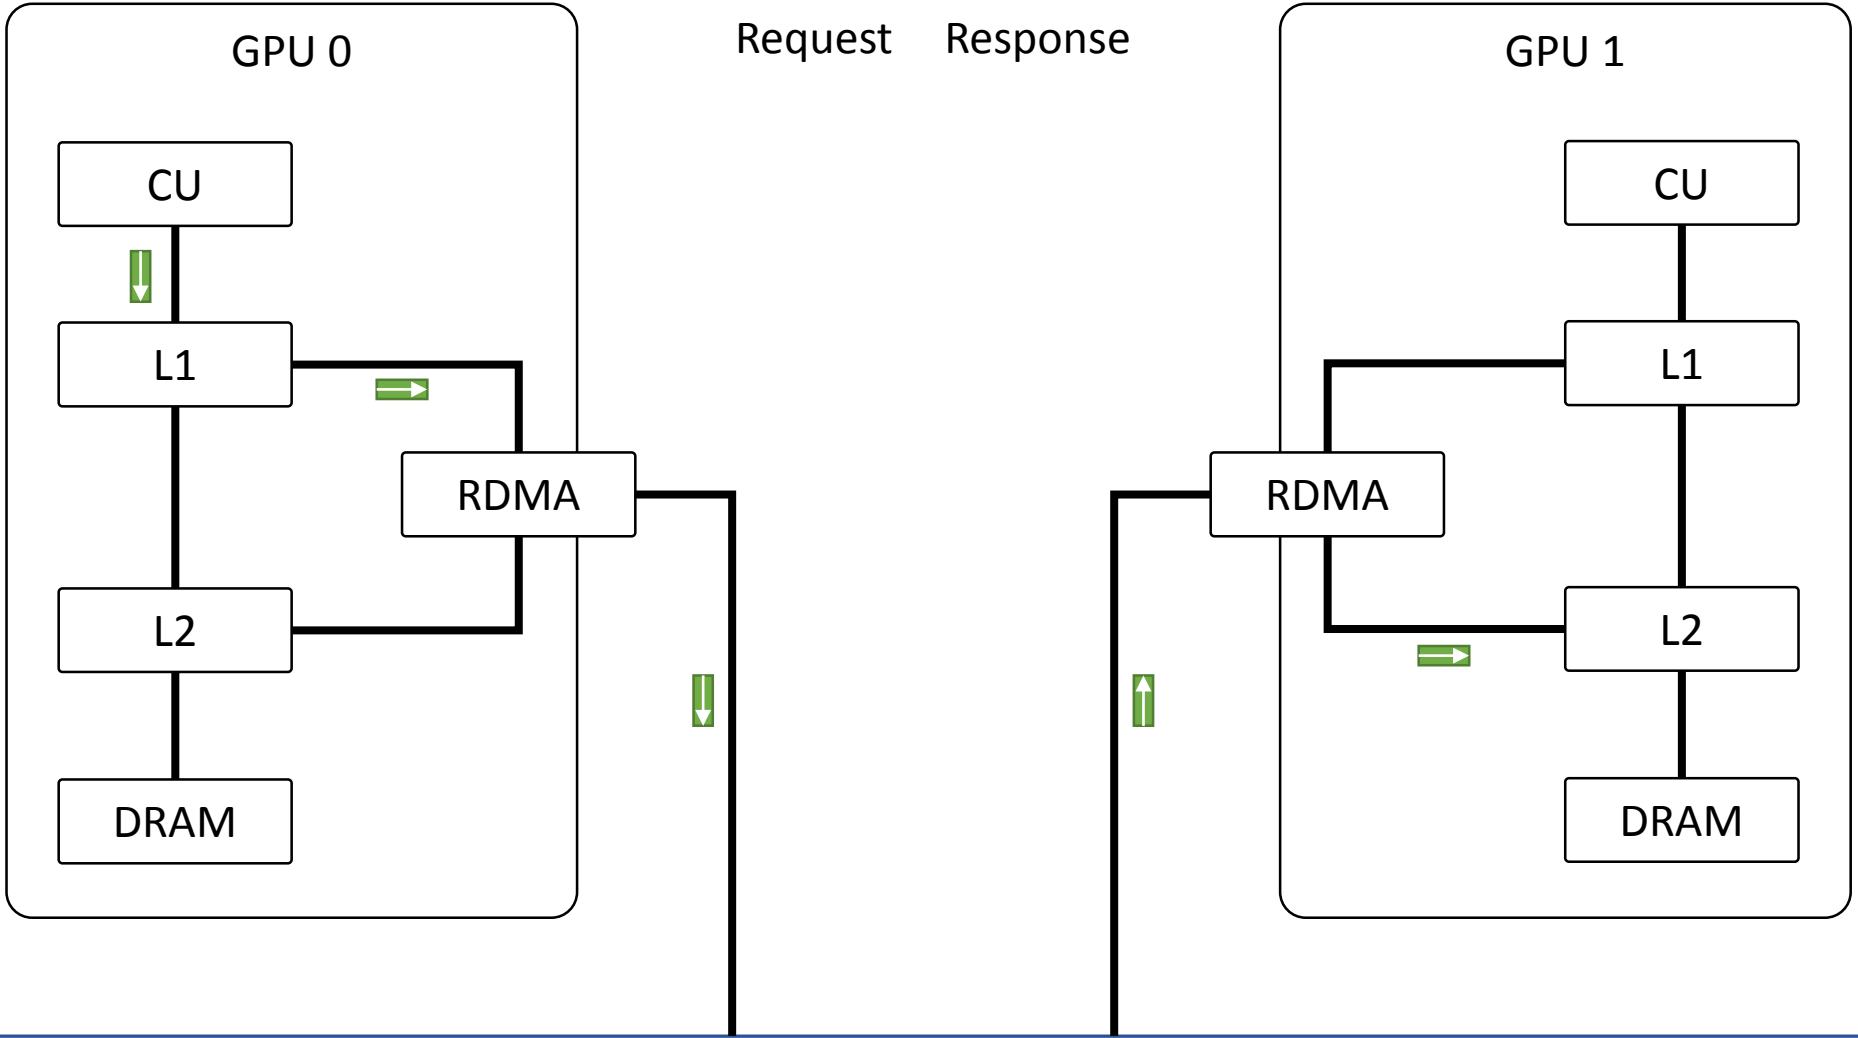 GPU 0
Request Response
GPU 1
CU
CU
L1
L1
RDMA
RDMA
L2
L2
DRAM
DRAM